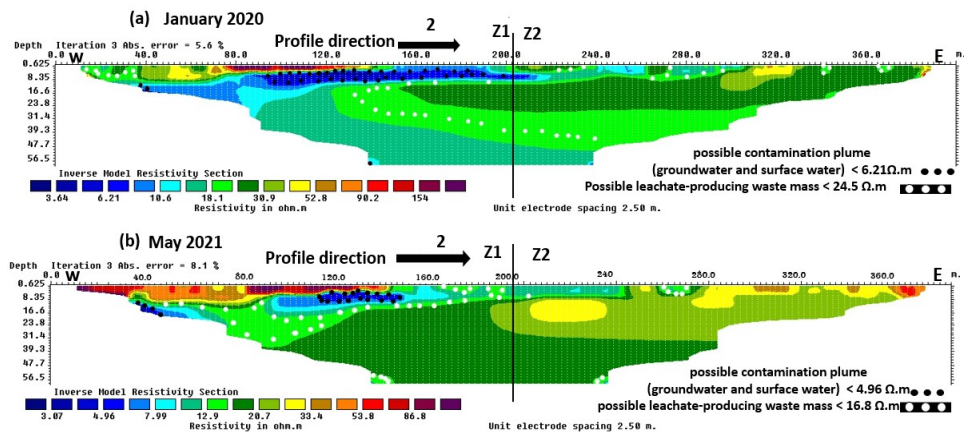 (a) January 2020
Profile direction 2 Z1 Z2
Depth Iteration 3 Abs. error = 5.6 %
0.0 W 40.0 80.0 120.0 160.0 200.0 240.0 280.0 320.0 360.0 E m.
0.625
8.35
16.6
23.8
31.4
39.3
47.7
56.5
possible contamination plume
(groundwater and surface water) < 6.21Ω.m
Possible leachate-producing waste mass < 24.5 Ω.m
Inverse Model Resistivity Section
3.64 6.21 10.6 18.1 30.9 52.8 90.2 154
Resistivity in ohm.m
Unit electrode spacing 2.50 m.
(b) May 2021
Profile direction 2 Z1 Z2
Depth Iteration 3 Abs. error = 8.1 %
0.0 W 40.0 80 120.0 160.0 200.0 240 280.0 320.0 360.0 E m.
0.625
8.35
16.6
23.8
31.4
39.3
47.7
56.5
possible contamination plume
(groundwater and surface water) < 4.96 Ω.m
possible leachate-producing waste mass < 16.8 Ω.m
Inverse Model Resistivity Section
3.07 4.96 7.99 12.9 20.7 33.4 53.8 86.8
Resistivity in ohm.m
Unit electrode spacing 2.50 m.